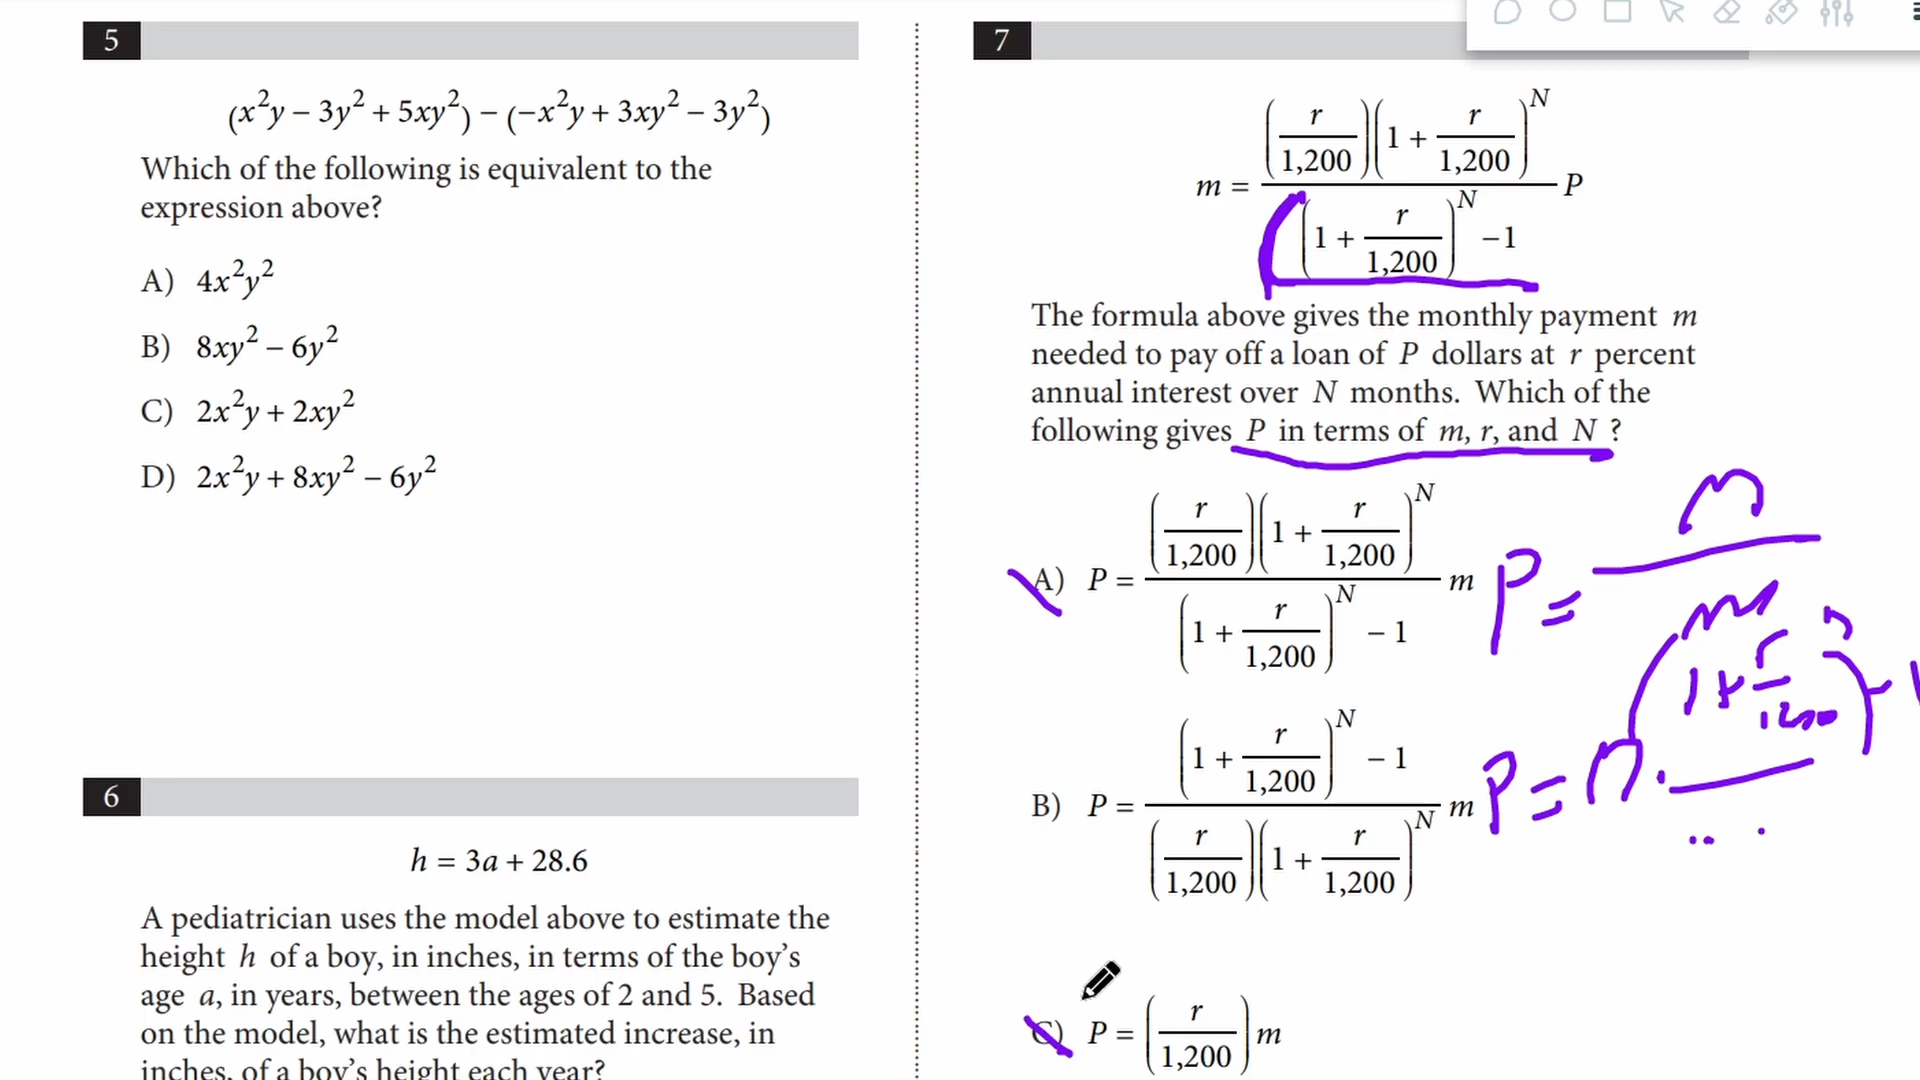 5
(x²y − 3y² + 5xy²) − (−x²y + 3xy² − 3y²)
Which of the following is equivalent to the
expression above?
A) 4x²y²
B) 8xy² − 6y²
C) 2x²y + 2xy²
D) 2x²y + 8xy² − 6y²
6
h = 3a + 28.6
A pediatrician uses the model above to estimate the
height h of a boy, in inches, in terms of the boy's
age a, in years, between the ages of 2 and 5. Based
on the model, what is the estimated increase, in
inches, of a boy's height each year?
7
m = ((r/1,200)(1 + r/1,200)^N) / ((1 + r/1,200)^N − 1) P
The formula above gives the monthly payment m
needed to pay off a loan of P dollars at r percent
annual interest over N months. Which of the
following gives P in terms of m, r, and N ?
A) P = ((r/1,200)(1 + r/1,200)^N) / ((1 + r/1,200)^N − 1) m
B) P = ((1 + r/1,200)^N − 1) / ((r/1,200)(1 + r/1,200)^N) m
C) P = (r/1,200) m
P =
1 + r/1200
P =